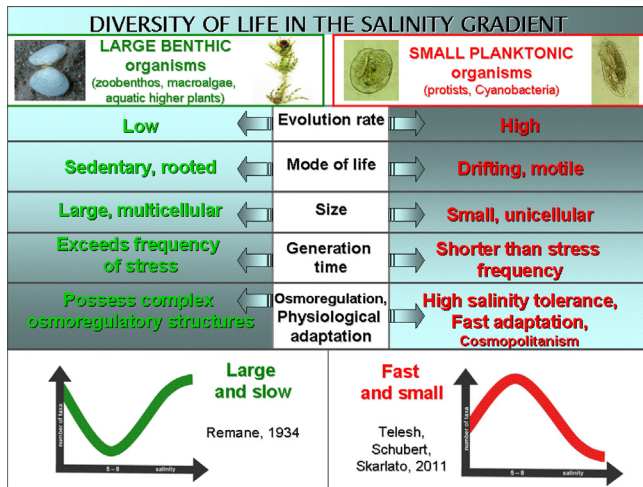 DIVERSITY OF LIFE IN THE SALINITY GRADIENT
LARGE BENTHIC
organisms
(zoobenthos, macroalgae,
aquatic higher plants)
SMALL PLANKTONIC
organisms
(protists, Cyanobacteria)
Low
Evolution rate
High
Sedentary, rooted
Mode of life
Drifting, motile
Large, multicellular
Size
Small, unicellular
Exceeds frequency
of stress
Generation
time
Shorter than stress
frequency
Possess complex
osmoregulatory structures
Osmoregulation,
Physiological
adaptation
High salinity tolerance,
Fast adaptation,
Cosmopolitanism
Large
and slow
Remane, 1934
number of taxa
5 – 8
salinity
Fast
and small
Telesh,
Schubert,
Skarlato, 2011
number of taxa
5 – 8
salinity